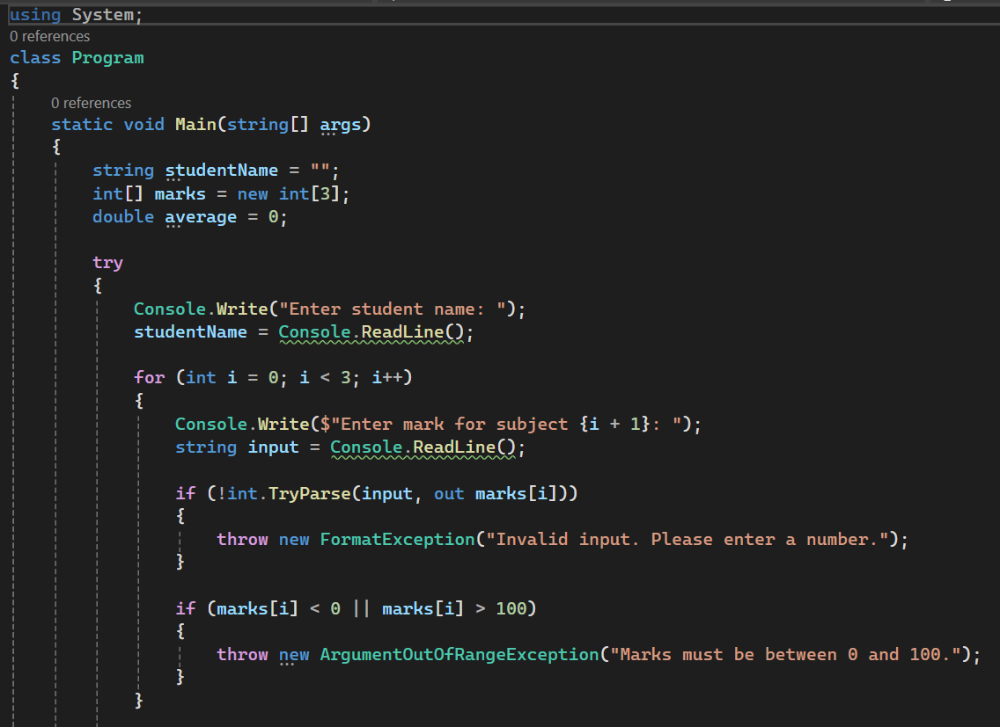 using System;
0 references
class Program
{
0 references
static void Main(string[] args)
{
string studentName = "";
int[] marks = new int[3];
double average = 0;
try
{
Console.Write("Enter student name: ");
studentName = Console.ReadLine();
for (int i = 0; i < 3; i++)
{
Console.Write($"Enter mark for subject {i + 1}: ");
string input = Console.ReadLine();
if (!int.TryParse(input, out marks[i]))
{
throw new FormatException("Invalid input. Please enter a number.");
}
if (marks[i] < 0 || marks[i] > 100)
{
throw new ArgumentOutOfRangeException("Marks must be between 0 and 100.");
}
}